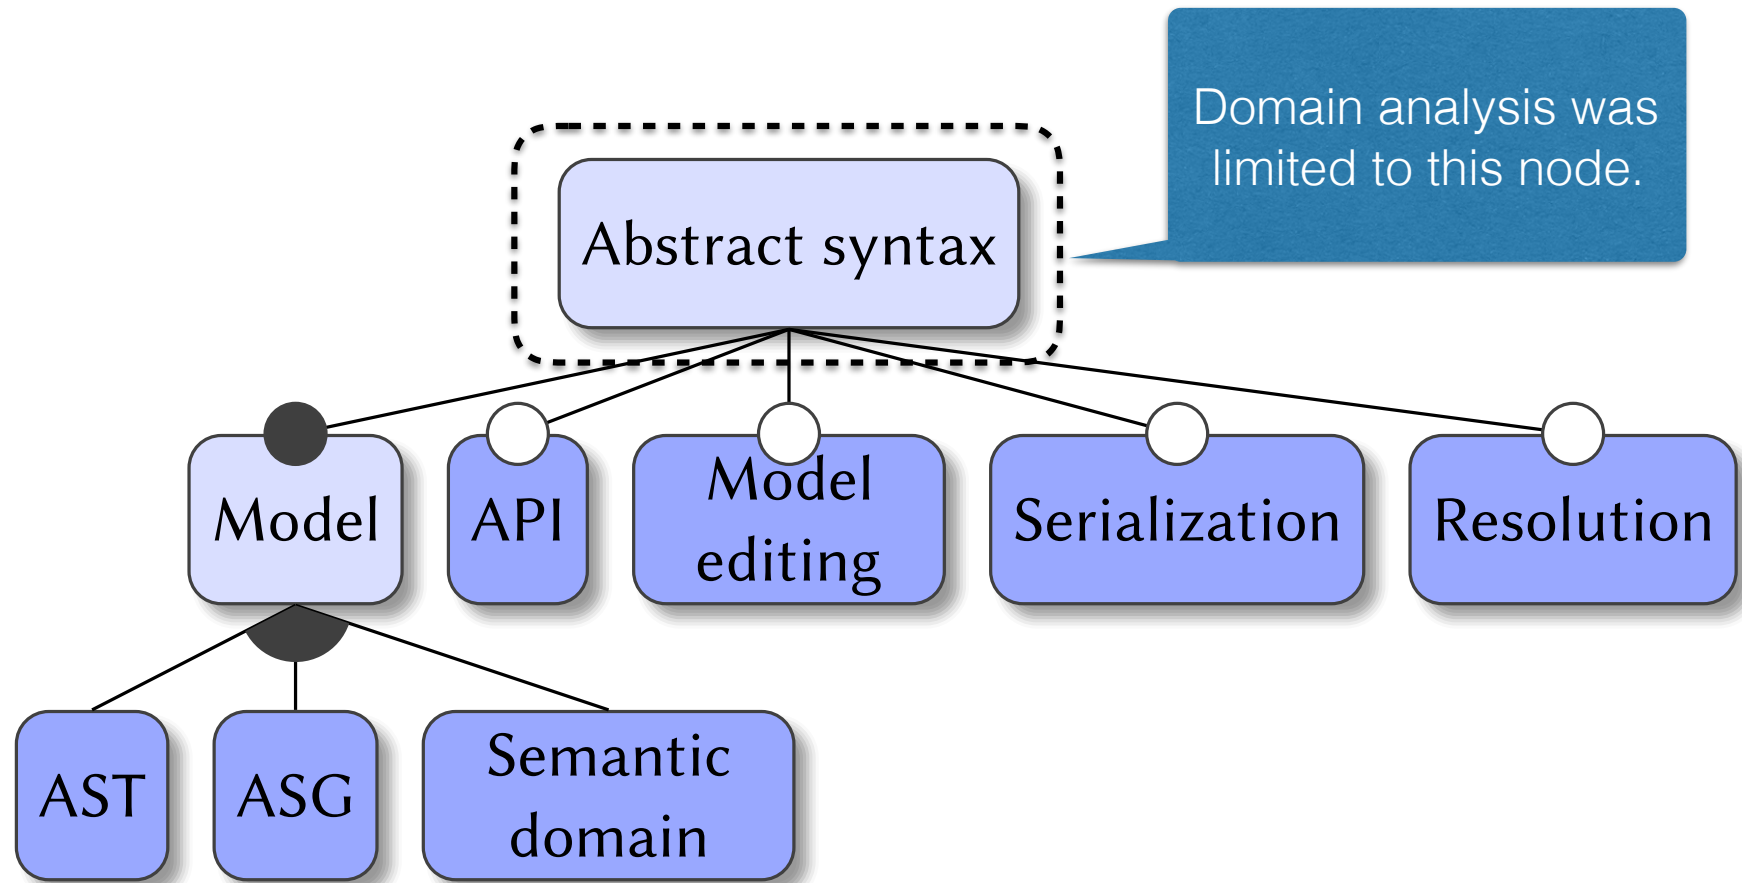 Domain analysis was
limited to this node.
Abstract syntax
Model
API
Model
editing
Serialization
Resolution
AST
ASG
Semantic
domain